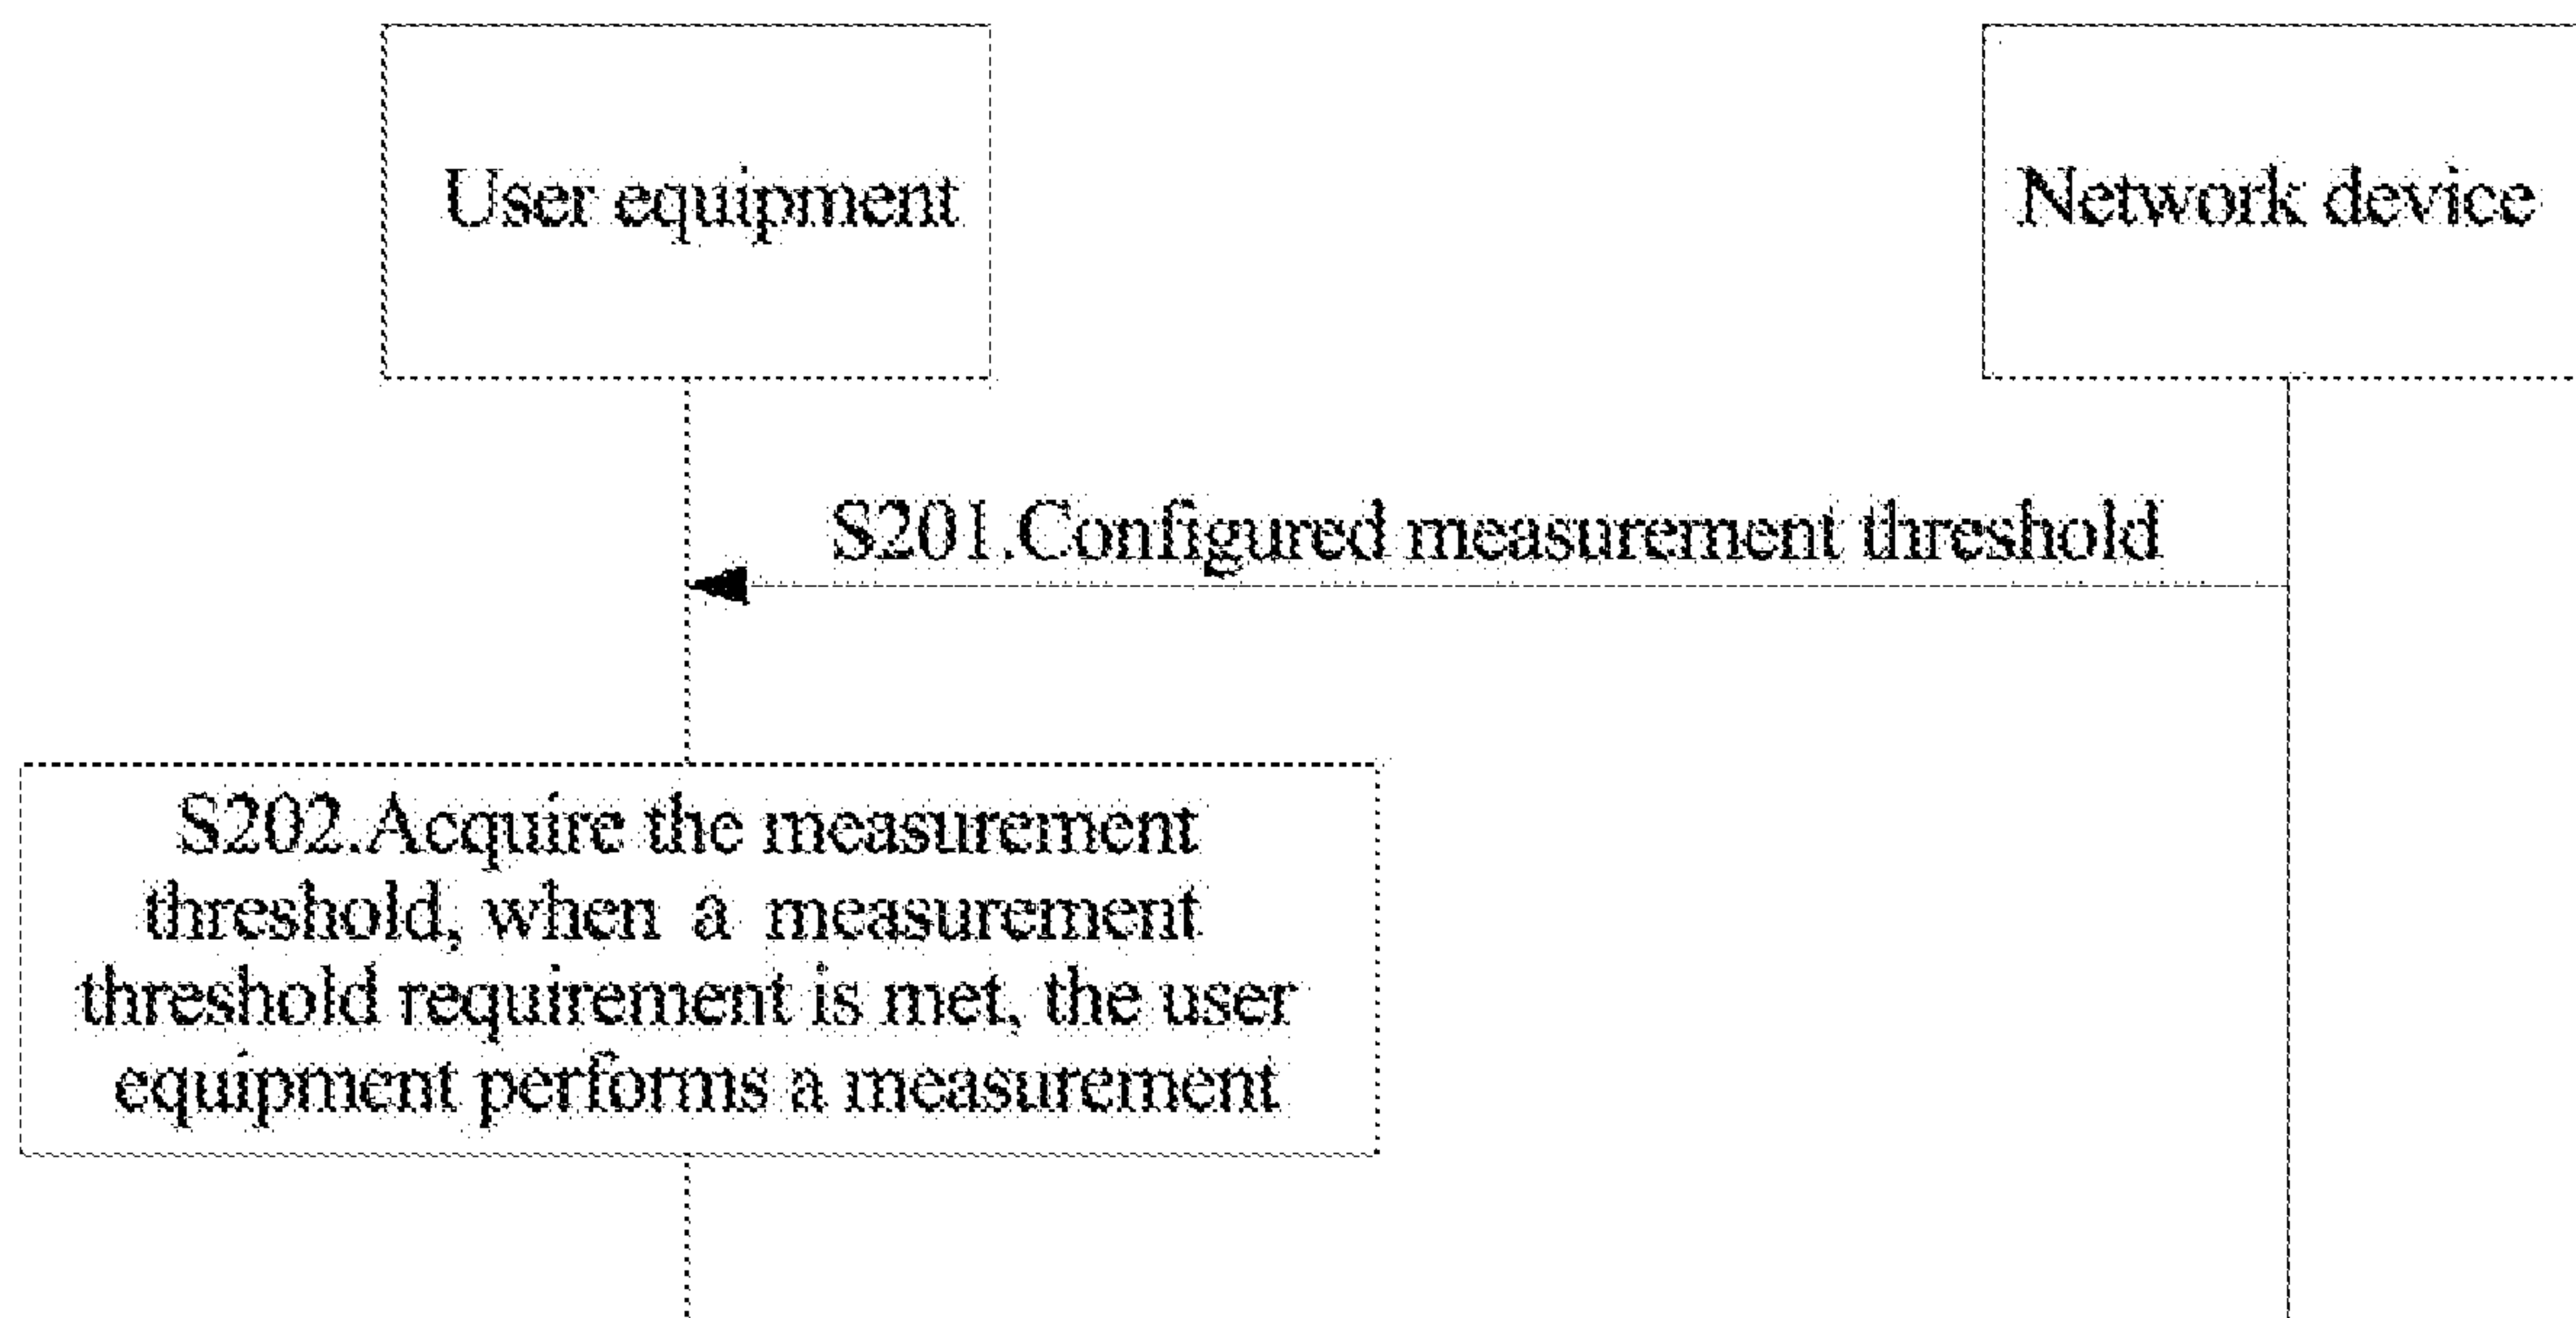 User equipment
Network device
S201.Configured measurement threshold
S202.Acquire the measurement
threshold, when a measurement
threshold requirement is met, the user
equipment performs a measurement